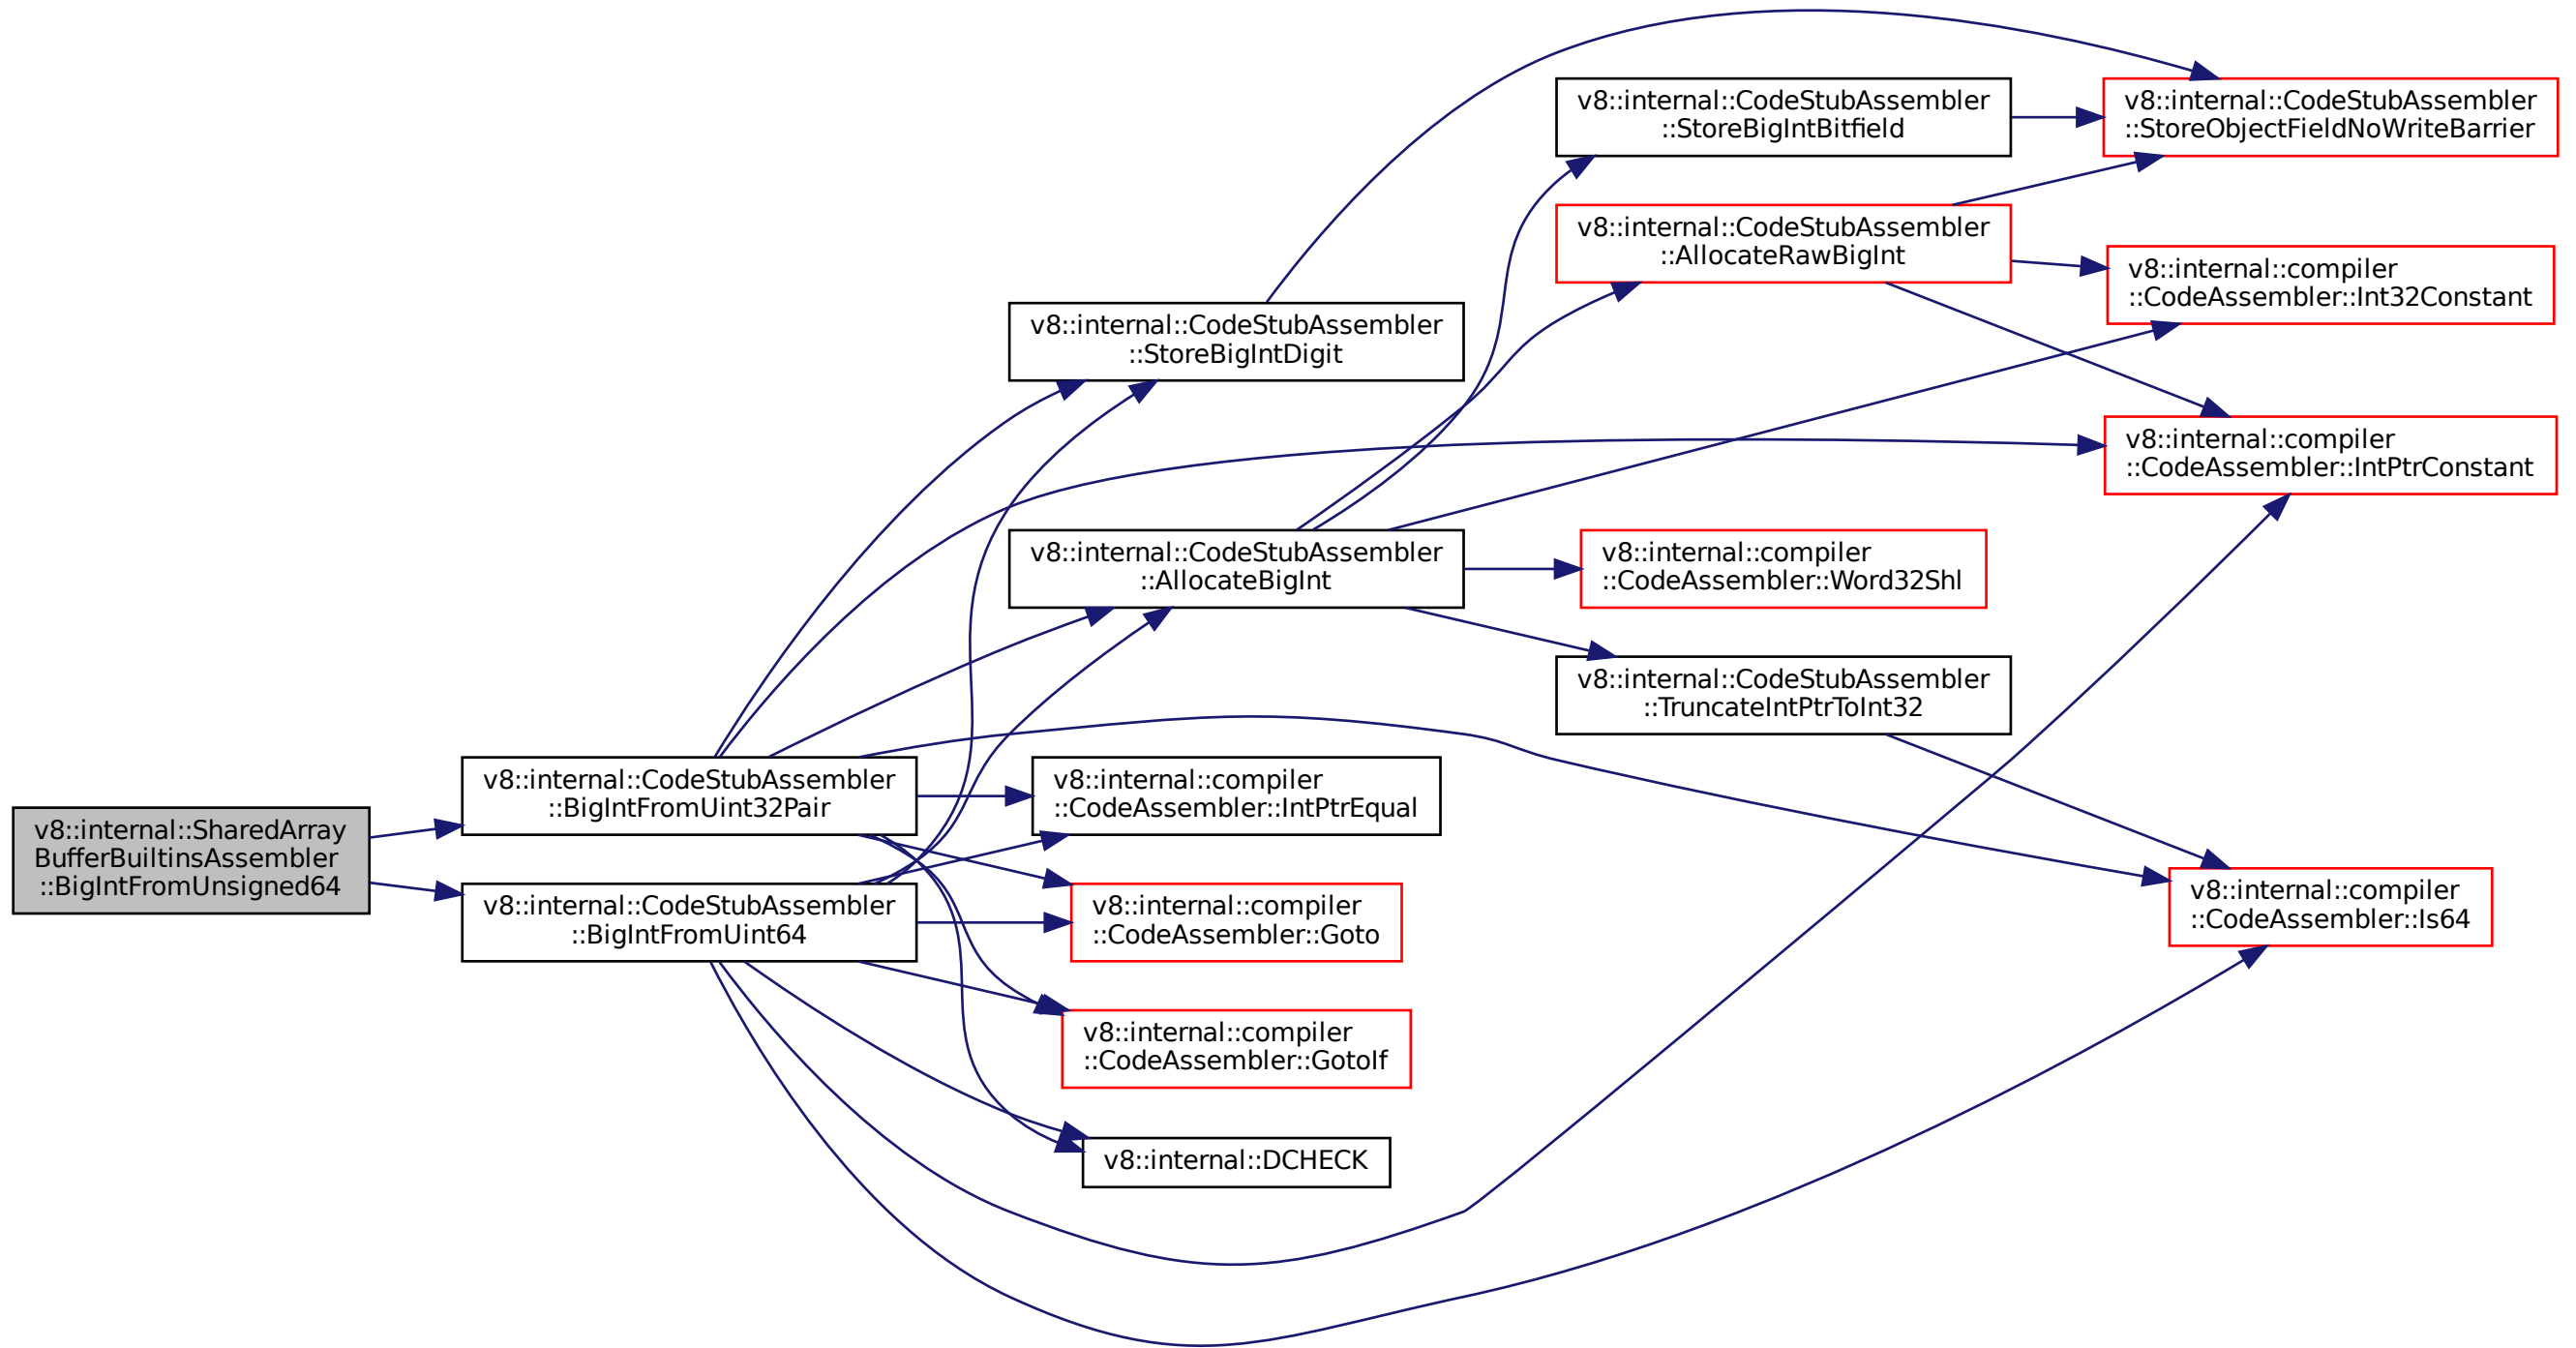 v8::internal::SharedArray
BufferBuiltinsAssembler
::BigIntFromUnsigned64
v8::internal::CodeStubAssembler
::BigIntFromUint32Pair
v8::internal::CodeStubAssembler
::BigIntFromUint64
v8::internal::CodeStubAssembler
::StoreBigIntDigit
v8::internal::CodeStubAssembler
::AllocateBigInt
v8::internal::compiler
::CodeAssembler::IntPtrEqual
v8::internal::compiler
::CodeAssembler::Goto
v8::internal::compiler
::CodeAssembler::GotoIf
v8::internal::DCHECK
v8::internal::CodeStubAssembler
::StoreBigIntBitfield
v8::internal::CodeStubAssembler
::AllocateRawBigInt
v8::internal::compiler
::CodeAssembler::Word32Shl
v8::internal::CodeStubAssembler
::TruncateIntPtrToInt32
v8::internal::CodeStubAssembler
::StoreObjectFieldNoWriteBarrier
v8::internal::compiler
::CodeAssembler::Int32Constant
v8::internal::compiler
::CodeAssembler::IntPtrConstant
v8::internal::compiler
::CodeAssembler::Is64